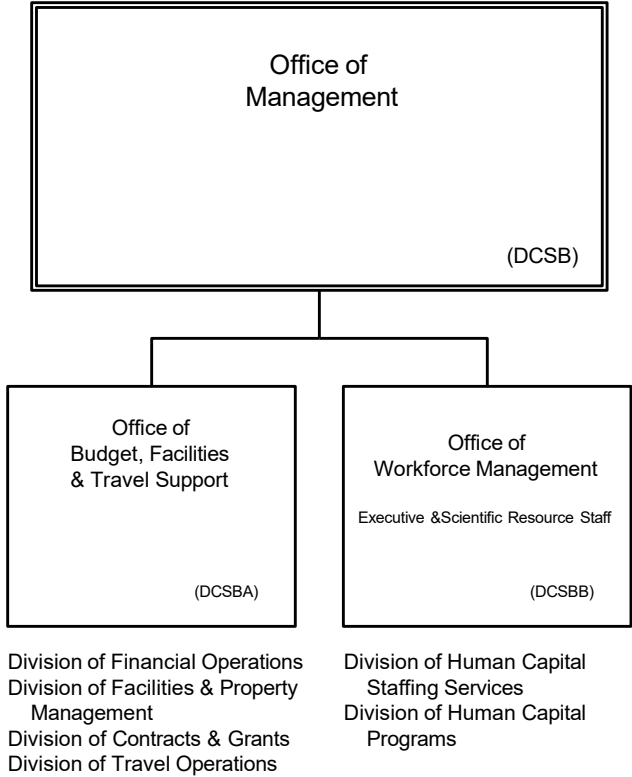 Office of
Management
(DCSB)
Office of
Budget, Facilities
& Travel Support
(DCSBA)
Office of
Workforce Management
Executive &Scientific Resource Staff
(DCSBB)
Division of Financial Operations
Division of Facilities & Property
Management
Division of Contracts & Grants
Division of Travel Operations
Division of Human Capital
Staffing Services
Division of Human Capital
Programs